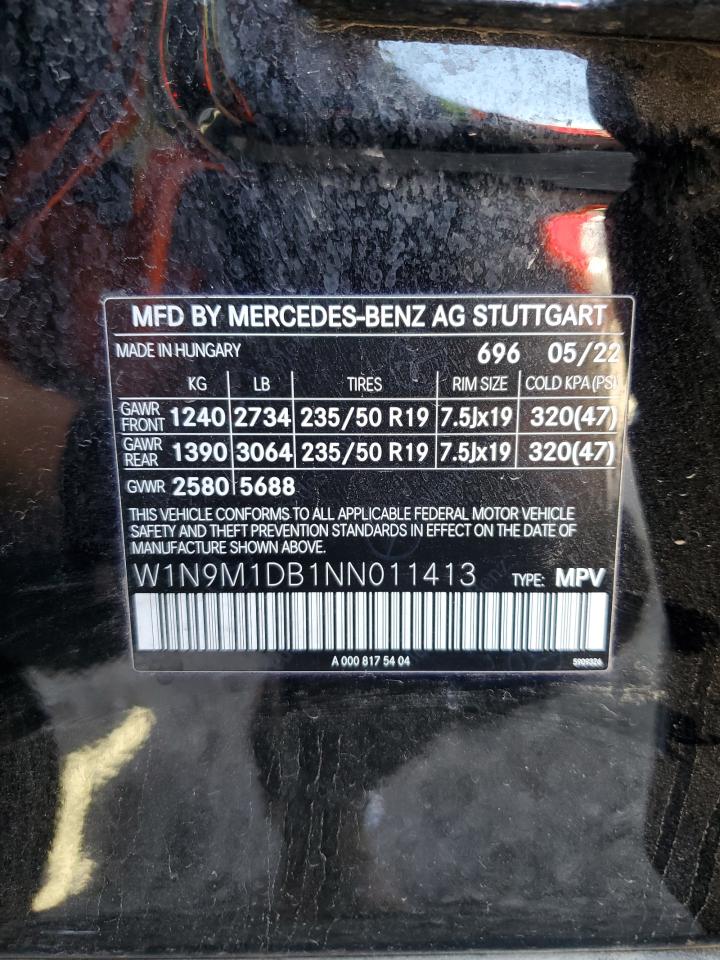 MFD BY MERCEDES-BENZ AG STUTTGART
MADE IN HUNGARY 696 05/22
KG LB TIRES RIM SIZE COLD KPA(PSI)
GAWR FRONT 1240 2734 235/50 R19 7.5Jx19 320(47)
GAWR REAR 1390 3064 235/50 R19 7.5Jx19 320(47)
GVWR 2580 5688
THIS VEHICLE CONFORMS TO ALL APPLICABLE FEDERAL MOTOR VEHICLE
SAFETY AND THEFT PREVENTION STANDARDS IN EFFECT ON THE DATE OF
MANUFACTURE SHOWN ABOVE.
W1N9M1DB1NN011413 TYPE: MPV
A 000 817 54 04 5909326